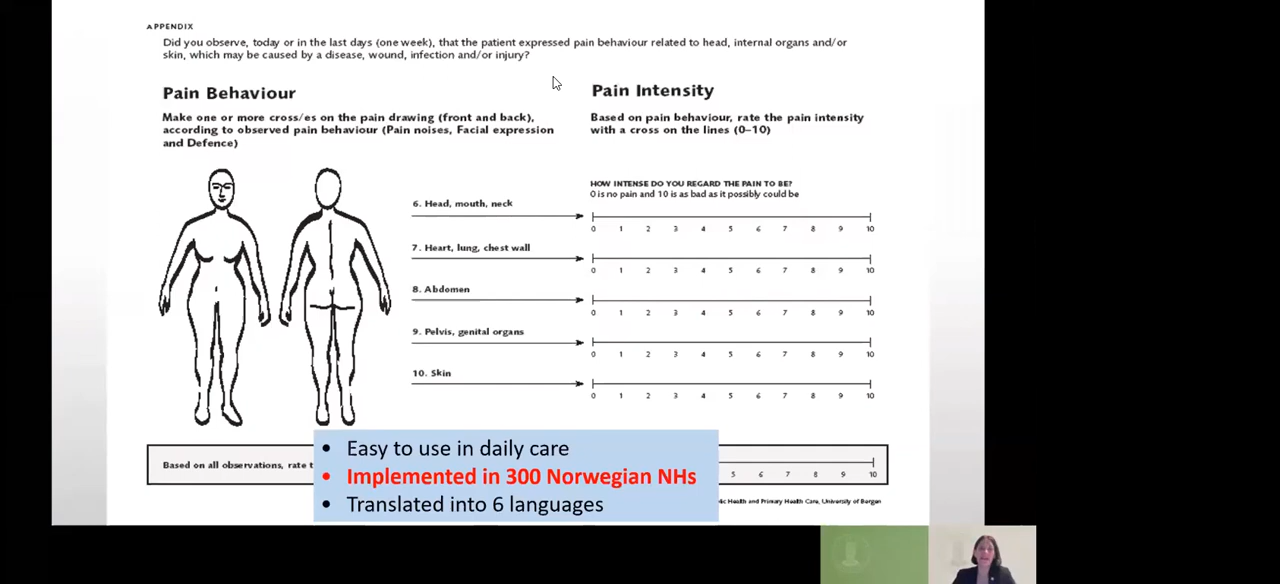 APPENDIX
Did you observe, today or in the last days (one week), that the patient expressed pain behaviour related to head, internal organs and/or
skin, which may be caused by a disease, wound, infection and/or injury?
Pain Behaviour
Make one or more cross/es on the pain drawing (front and back),
according to observed pain behaviour (Pain noises, Facial expression
and Defence)
Pain Intensity
Based on pain behaviour, rate the pain intensity
with a cross on the lines (0–10)
HOW INTENSE DO YOU REGARD THE PAIN TO BE?
0 is no pain and 10 is as bad as it possibly could be
6. Head, mouth, neck
0 1 2 3 4 5 6 7 8 9 10
7. Heart, lung, chest wall
0 1 2 3 4 5 6 7 8 9 10
8. Abdomen
0 1 2 3 4 5 6 7 8 9 10
9. Pelvis, genital organs
0 1 2 3 4 5 6 7 8 9 10
10. Skin
0 1 2 3 4 5 6 7 8 9 10
Based on all observations, rate
5 6 7 8 9 10
• Easy to use in daily care
• Implemented in 300 Norwegian NHs
• Translated into 6 languages
Health and Primary Health Care, University of Bergen